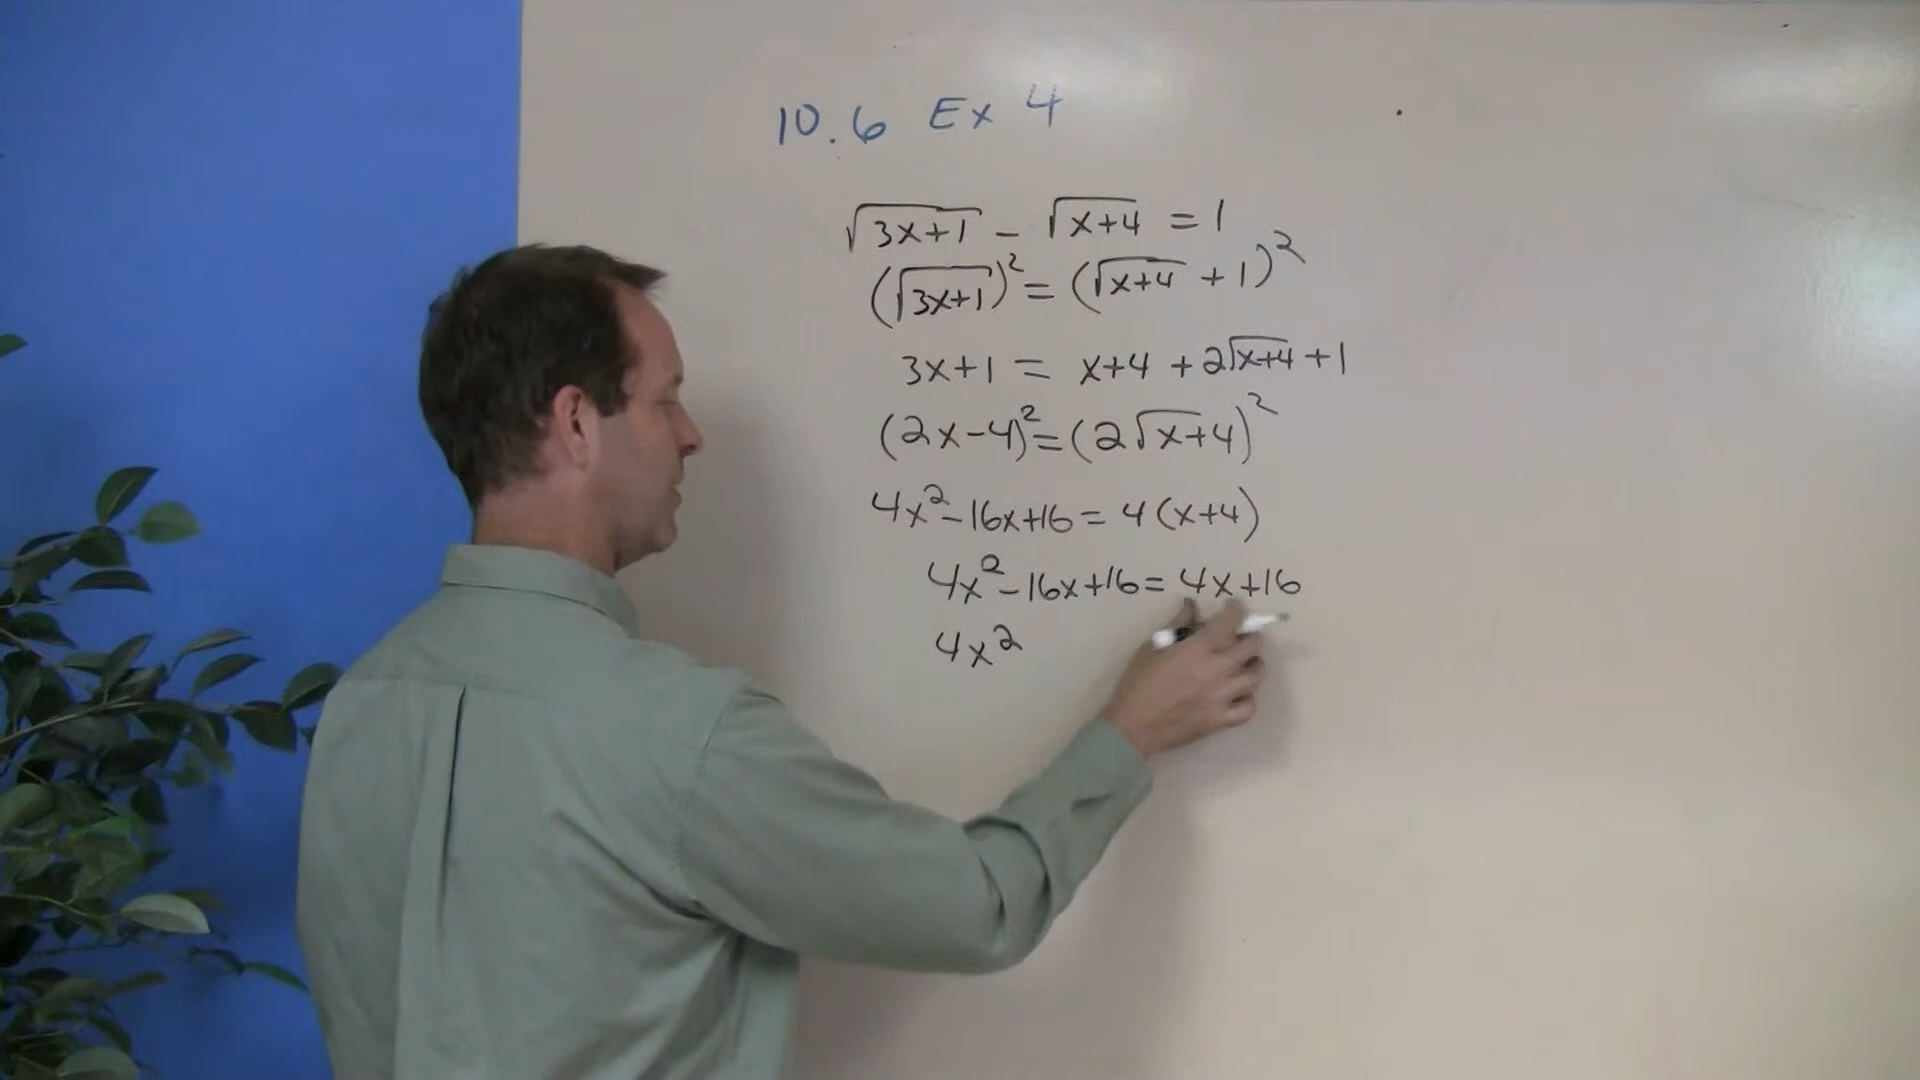 10.6 Ex 4
√(3x+1) - √(x+4) = 1
(√(3x+1))² = (√(x+4) + 1)²
3x+1 = x+4 + 2√(x+4) + 1
(2x-4)² = (2√(x+4))²
4x² - 16x + 16 = 4(x+4)
4x² - 16x + 16 = 4x + 16
4x²